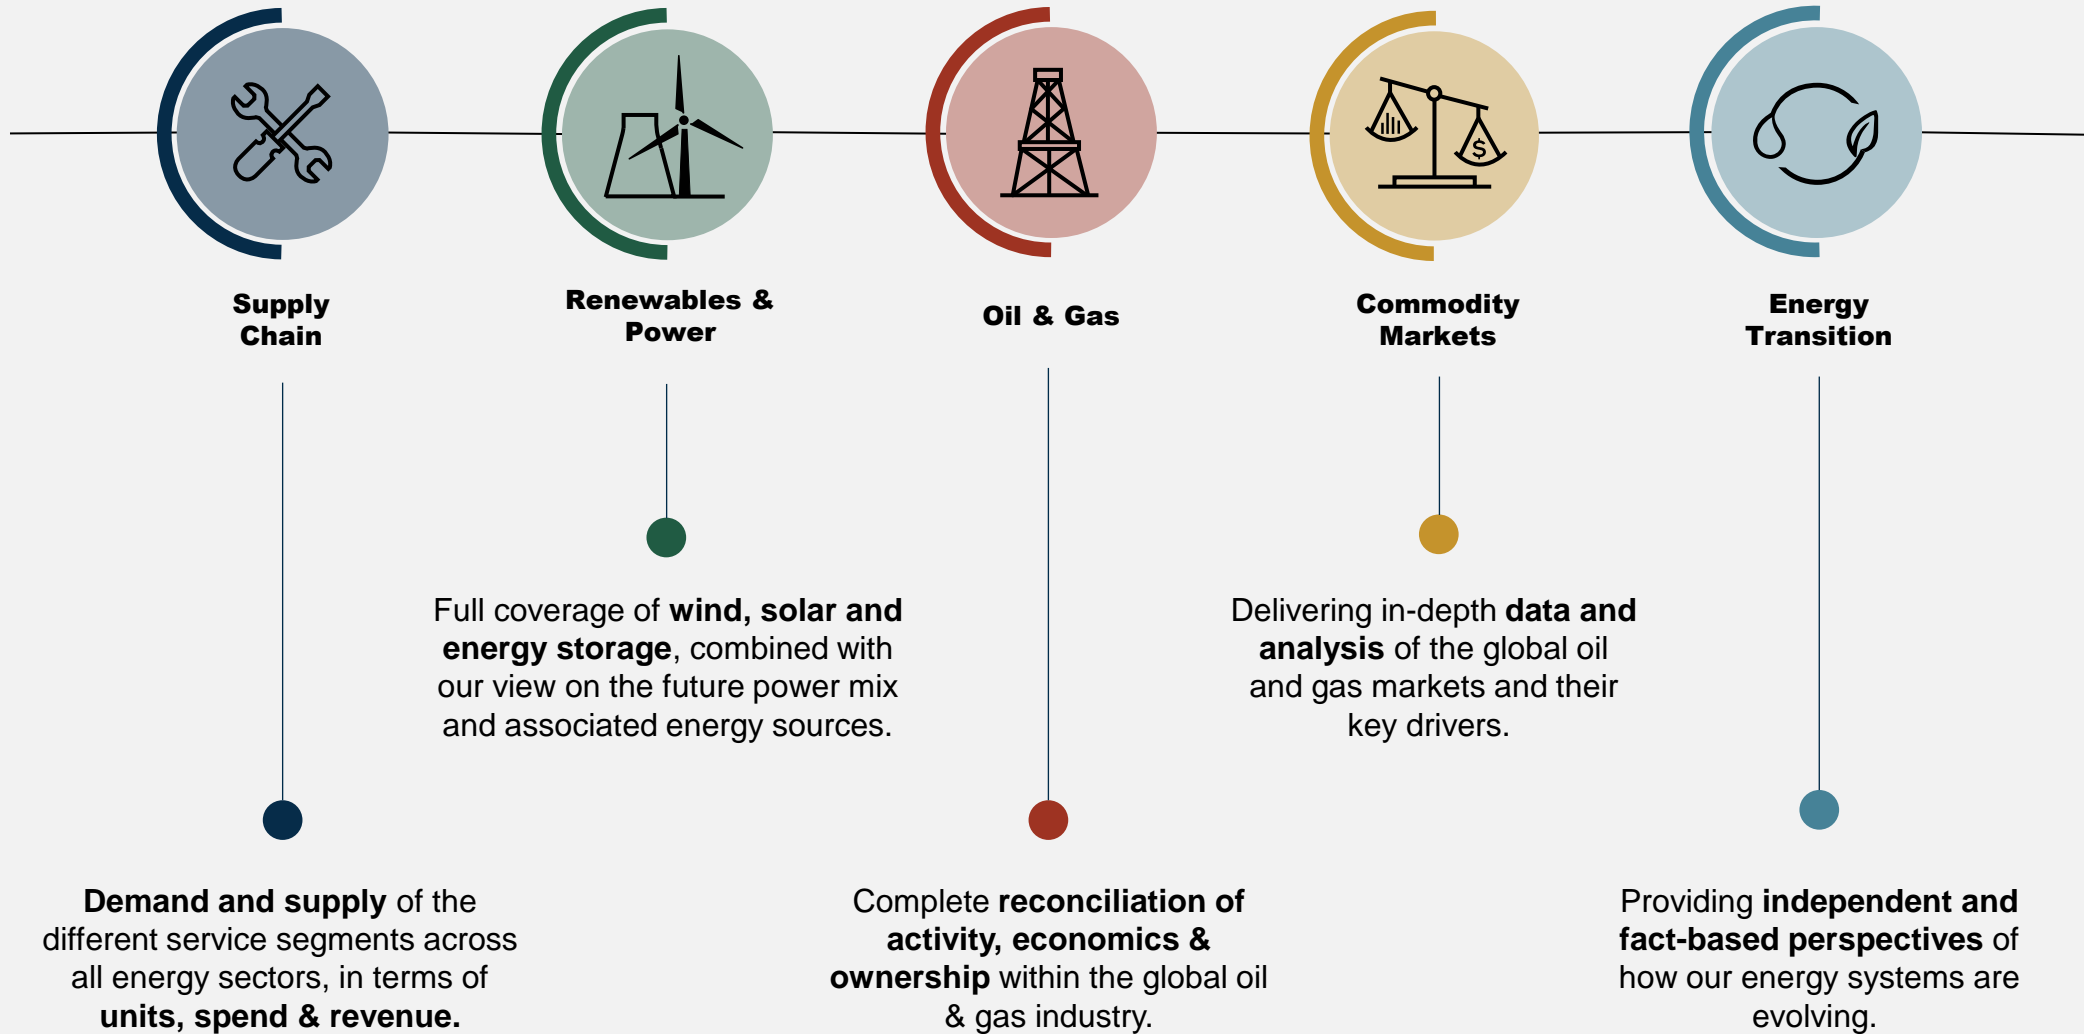 Supply
Chain
Renewables &
Power
Oil & Gas
Commodity
Markets
Energy
Transition
$
Full coverage of wind, solar and
energy storage, combined with
our view on the future power mix
and associated energy sources.
Delivering in-depth data and
analysis of the global oil
and gas markets and their
key drivers.
Demand and supply of the
different service segments across
all energy sectors, in terms of
units, spend & revenue.
Complete reconciliation of
activity, economics &
ownership within the global oil
& gas industry.
Providing independent and
fact-based perspectives of
how our energy systems are
evolving.